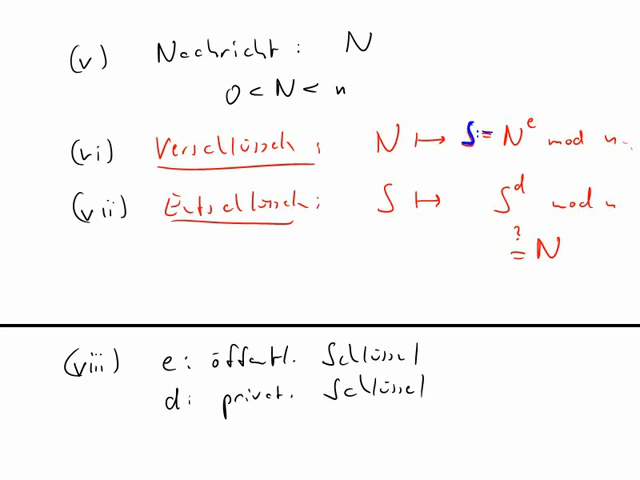 (v) Nachricht: N
0 < N < n
(vi) Verschlüsseln: N ↦ S := N^e mod n
(vii) Entschlüsseln: S ↦ S^d mod n
?= N
(viii) e: öffentl. Schlüssel
d: privat. Schlüssel